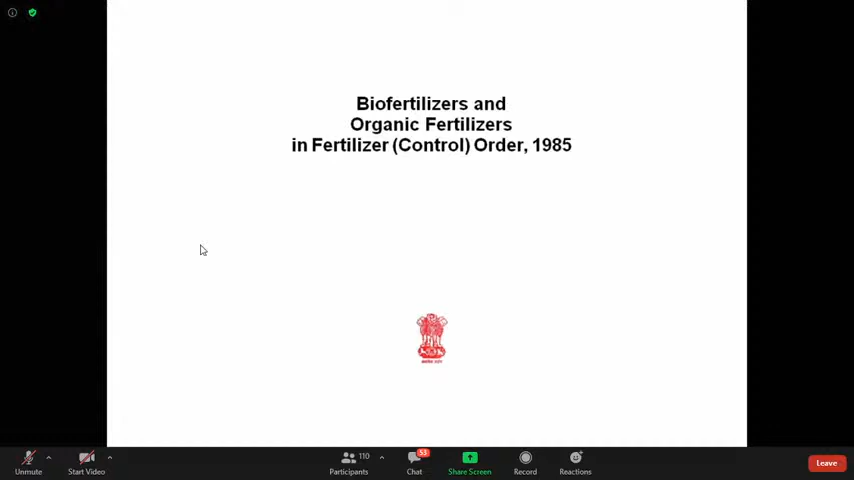 Biofertilizers and
Organic Fertilizers
in Fertilizer (Control) Order, 1985
110
53
Unmute
Start Video
Participants
Chat
Share Screen
Record
Reactions
Leave